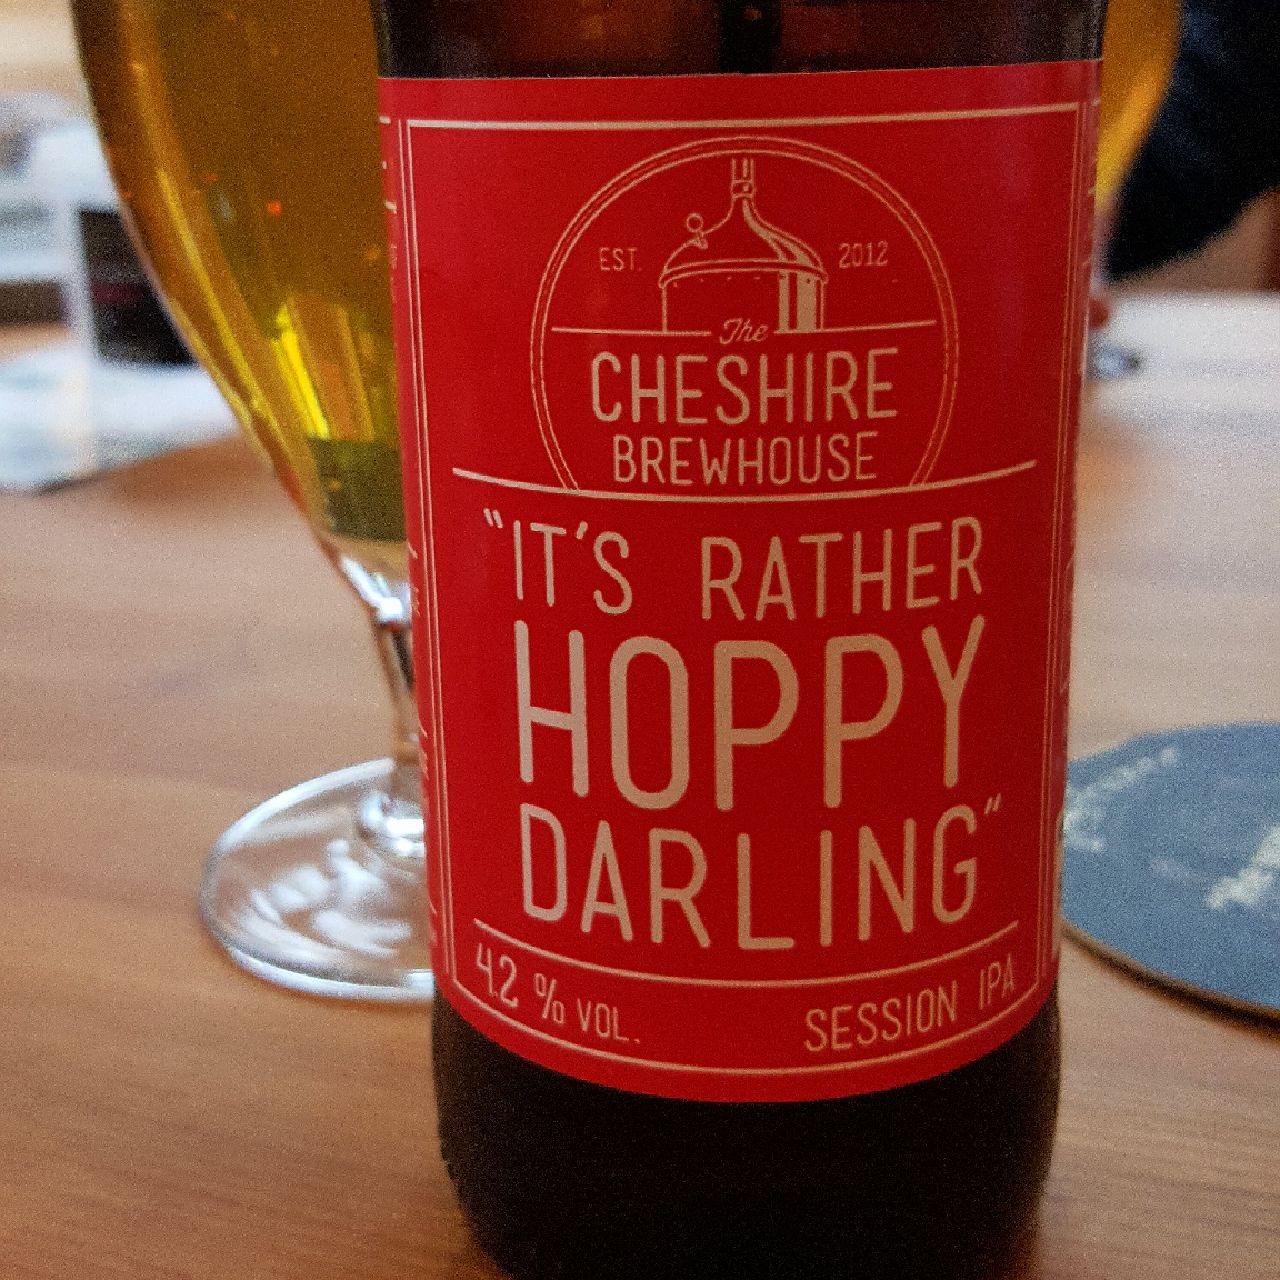 EST. 2012
The
CHESHIRE
BREWHOUSE
"IT'S RATHER
HOPPY
DARLING"
4.2 % VOL. SESSION IPA